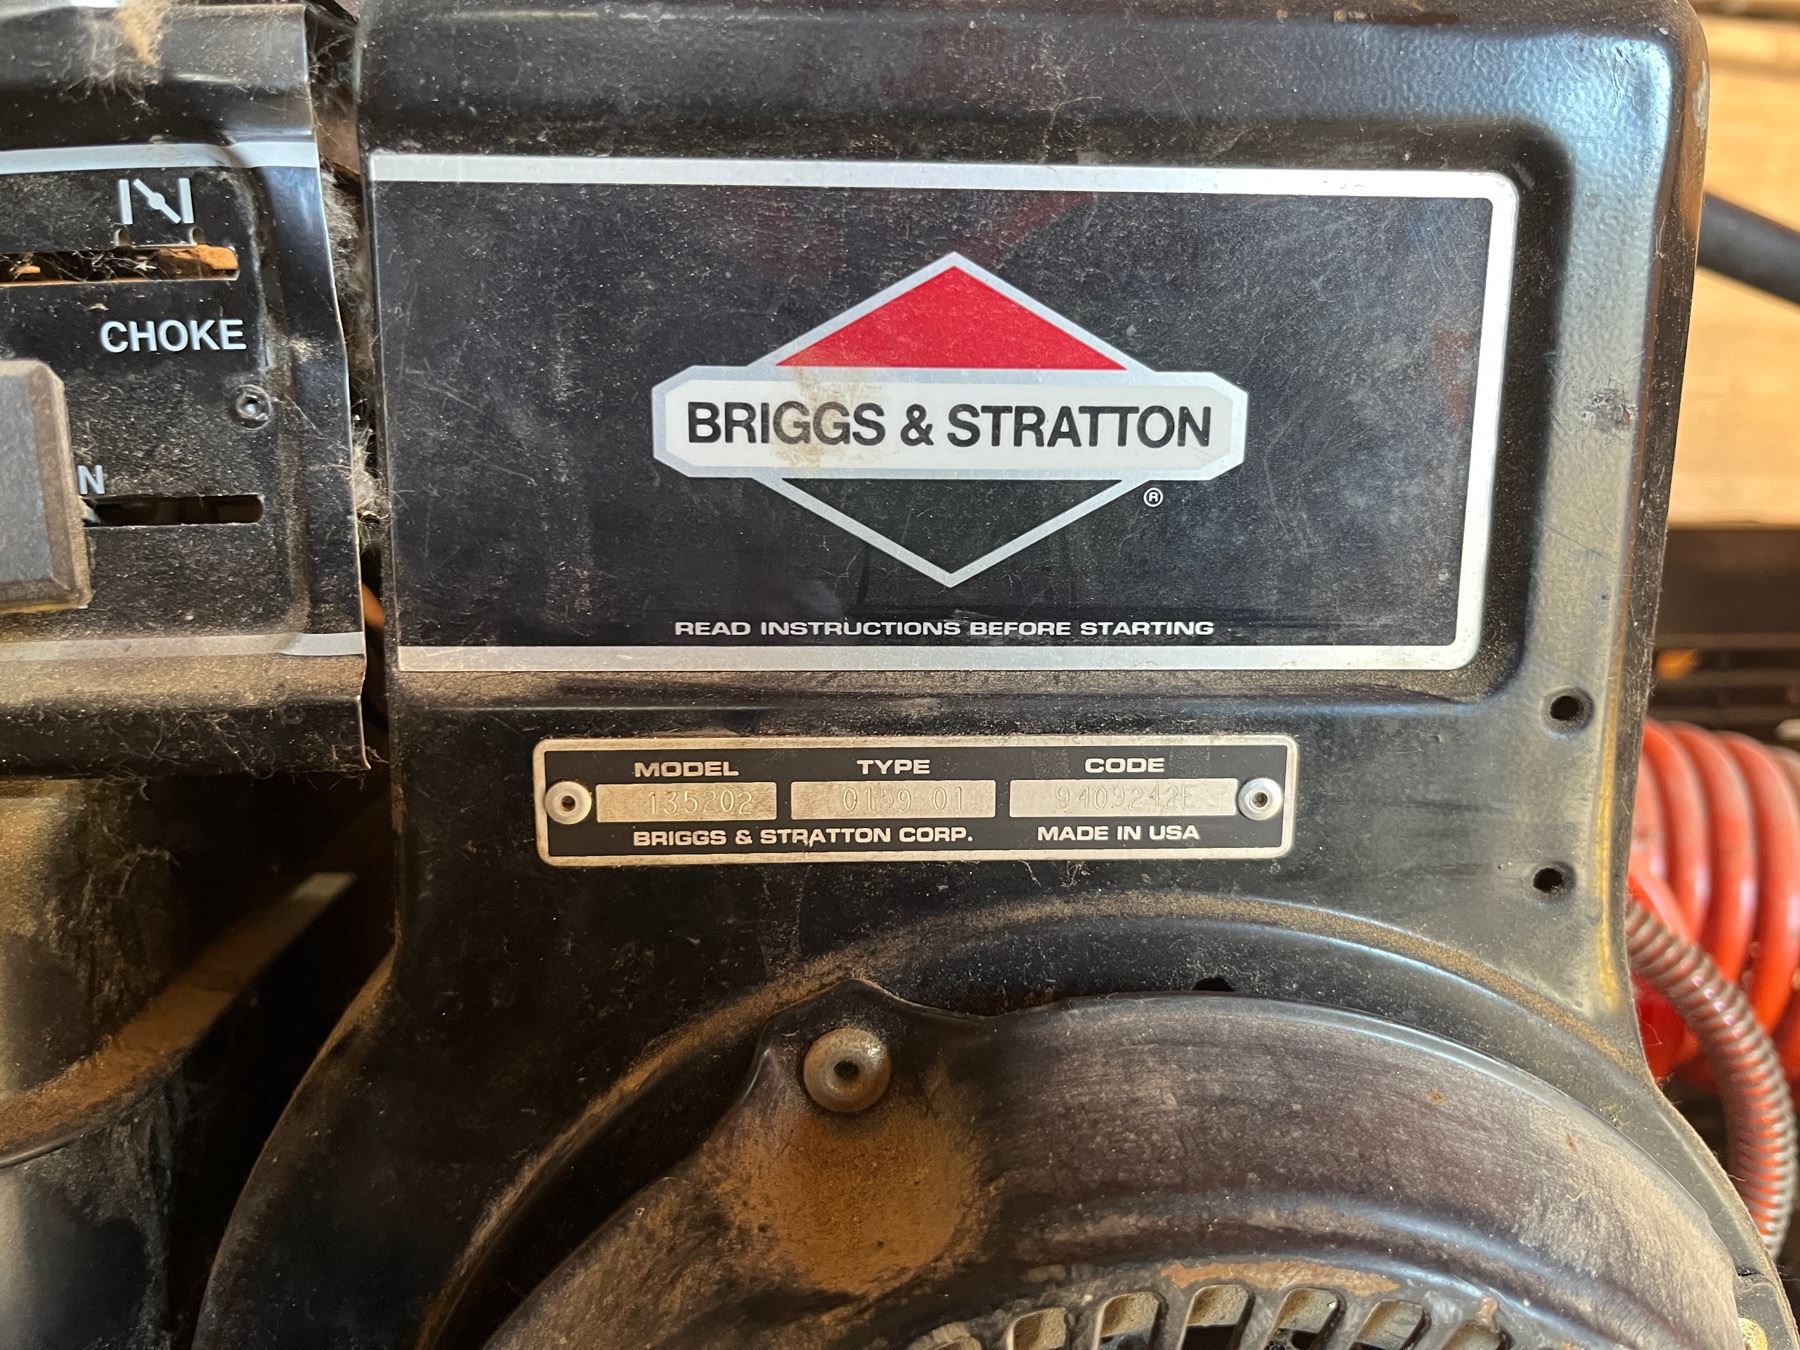 CHOKE
N
BRIGGS & STRATTON
®
READ INSTRUCTIONS BEFORE STARTING
MODEL TYPE CODE
135202 0159 01 9409242E
BRIGGS & STRATTON CORP. MADE IN USA